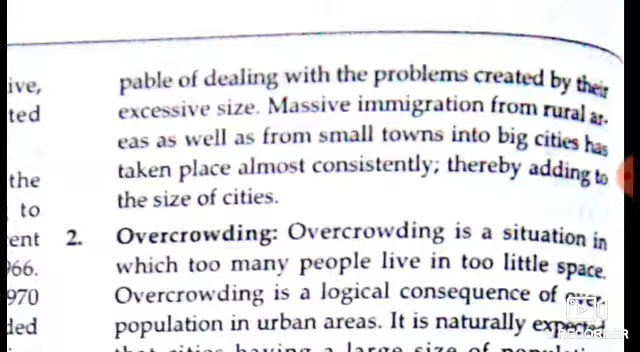 ive,
ted
the
to
ent
966.
970
ded
pable of dealing with the problems created by their
excessive size. Massive immigration from rural ar-
eas as well as from small towns into big cities has
taken place almost consistently; thereby adding to
the size of cities.
2. Overcrowding: Overcrowding is a situation in
which too many people live in too little space.
Overcrowding is a logical consequence of over-
population in urban areas. It is naturally expected
that cities having a large size of
RECORDER